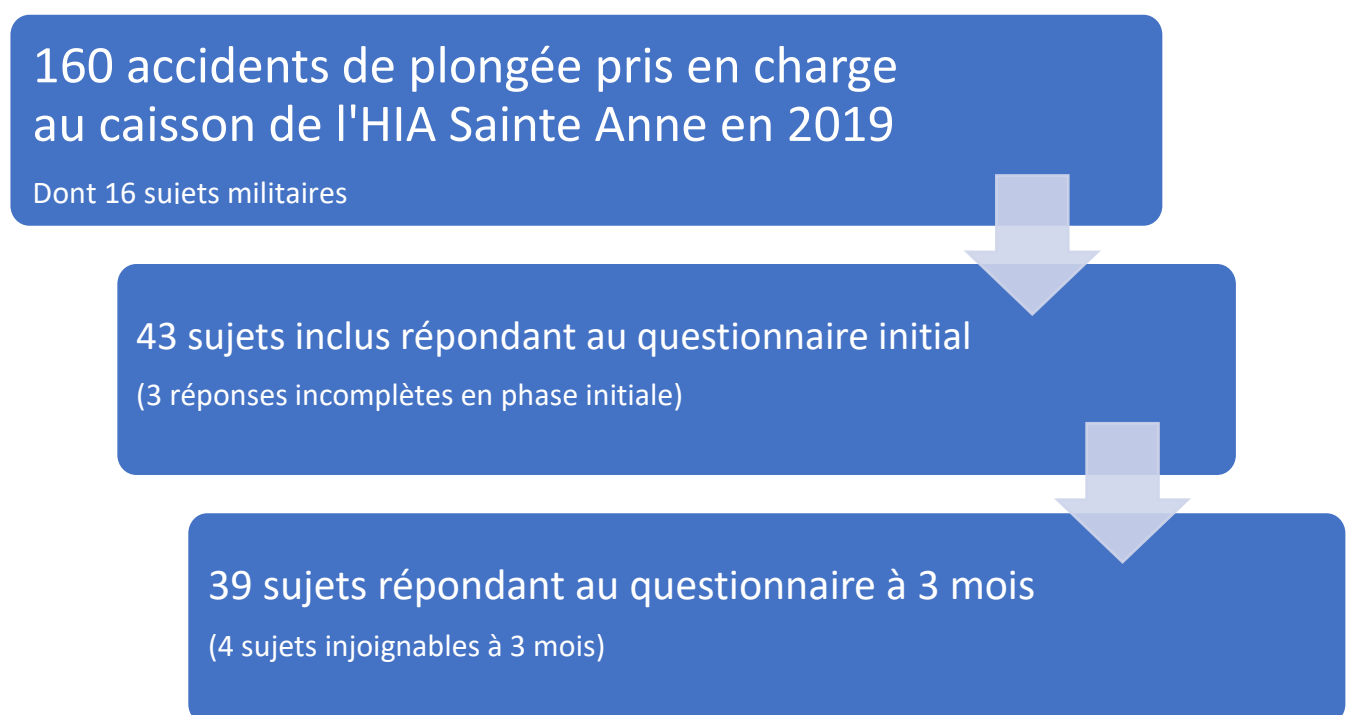 160 accidents de plongée pris en charge
au caisson de l'HIA Sainte Anne en 2019
Dont 16 sujets militaires
43 sujets inclus répondant au questionnaire initial
(3 réponses incomplètes en phase initiale)
39 sujets répondant au questionnaire à 3 mois
(4 sujets injoignables à 3 mois)